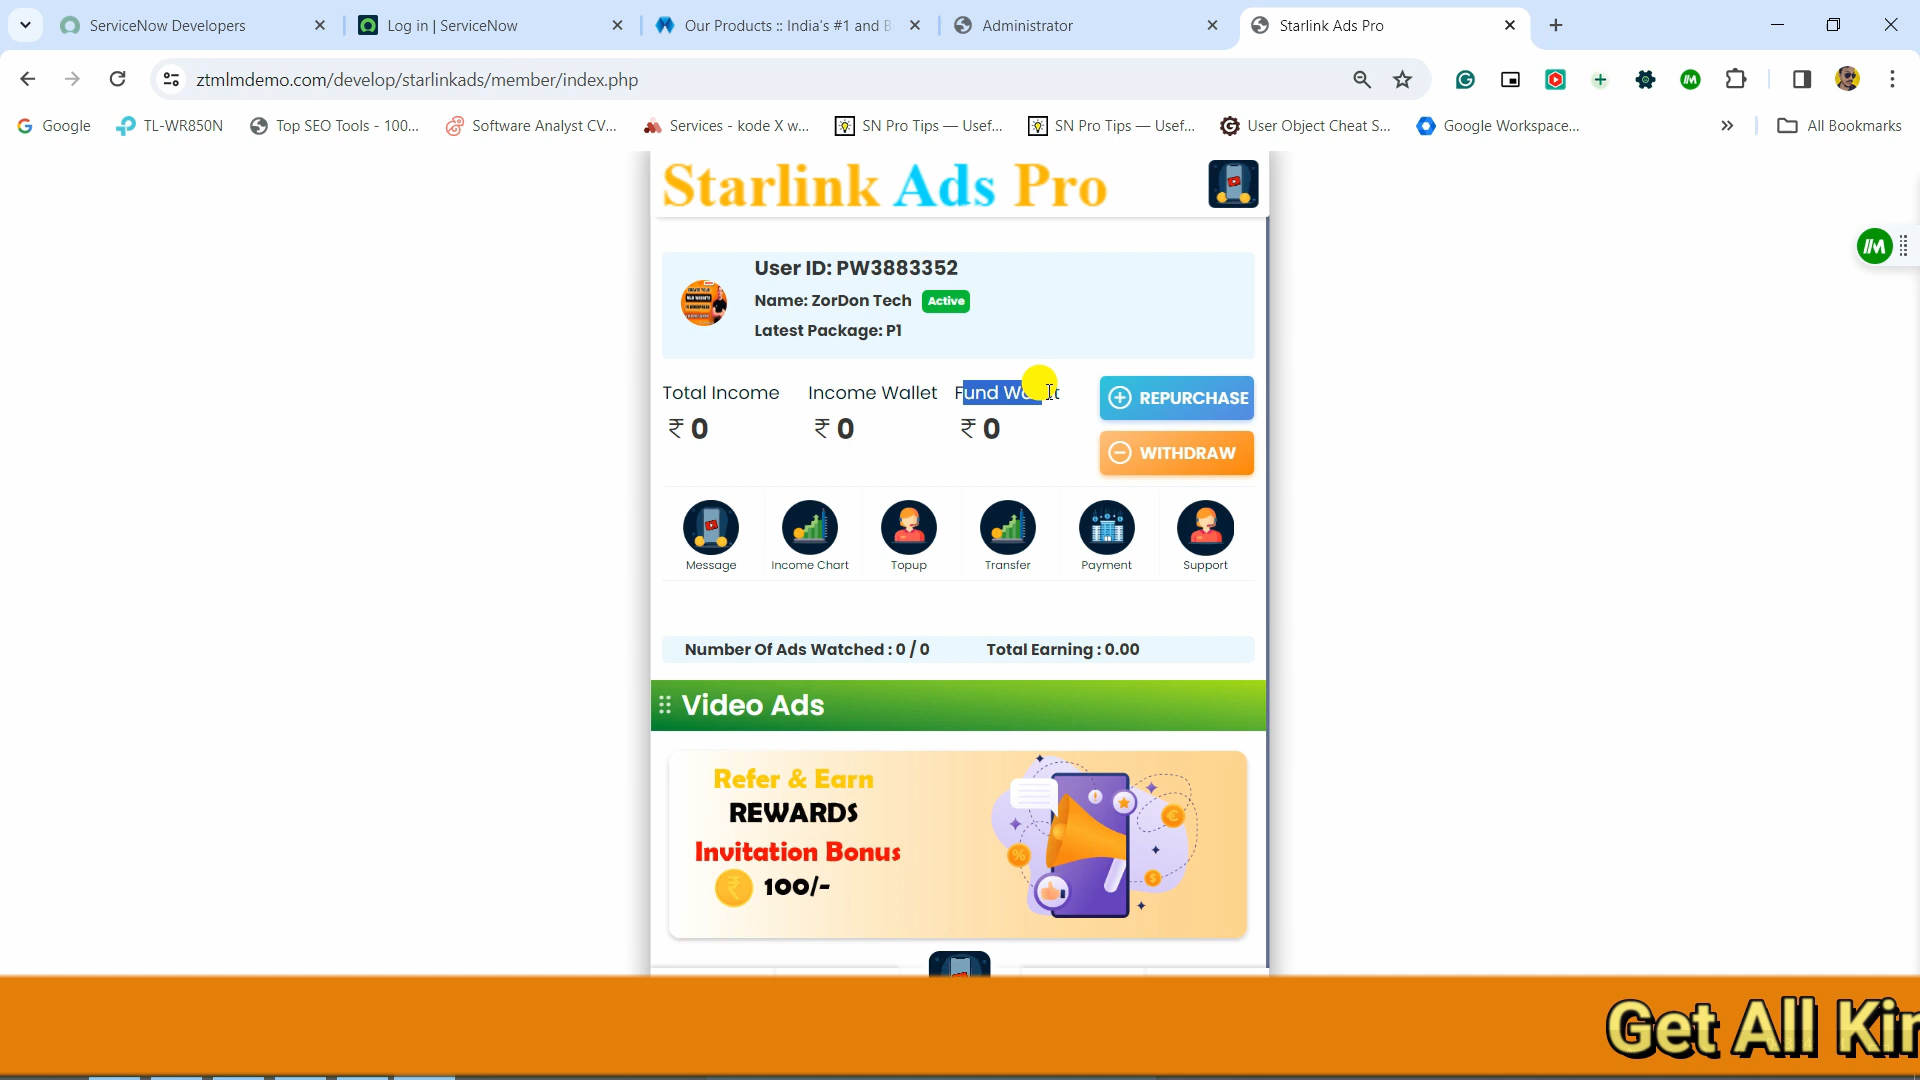 ServiceNow Developers
Log in | ServiceNow
Our Products :: India's #1 and B
Administrator
Starlink Ads Pro
ztmlmdemo.com/develop/starlinkads/member/index.php
Google
TL-WR850N
Top SEO Tools - 100...
Software Analyst CV...
Services - kode X w...
SN Pro Tips — Usef...
SN Pro Tips — Usef...
User Object Cheat S...
Google Workspace...
All Bookmarks
Starlink Ads Pro
User ID: PW3883352
Name: ZorDon Tech Active
Latest Package: P1
Total Income Income Wallet Fund Wallet
₹ 0 ₹ 0 ₹ 0
REPURCHASE
WITHDRAW
Message Income Chart Topup Transfer Payment Support
Number Of Ads Watched : 0 / 0 Total Earning : 0.00
Video Ads
Refer & Earn
REWARDS
Invitation Bonus
₹ 100/-
Get All Kin